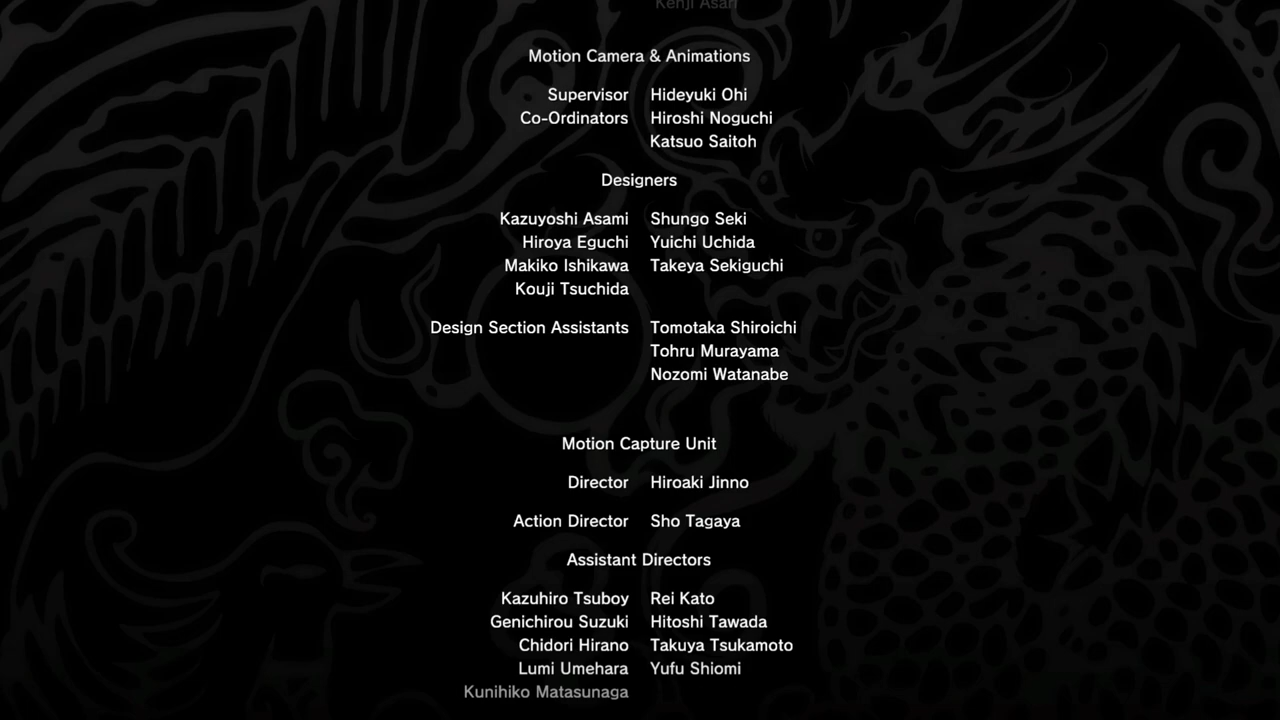 Kenji Asari
Motion Camera & Animations
Supervisor Hideyuki Ohi
Co-Ordinators Hiroshi Noguchi
Katsuo Saitoh
Designers
Kazuyoshi Asami Shungo Seki
Hiroya Eguchi Yuichi Uchida
Makiko Ishikawa Takeya Sekiguchi
Kouji Tsuchida
Design Section Assistants Tomotaka Shiroichi
Tohru Murayama
Nozomi Watanabe
Motion Capture Unit
Director Hiroaki Jinno
Action Director Sho Tagaya
Assistant Directors
Kazuhiro Tsuboy Rei Kato
Genichirou Suzuki Hitoshi Tawada
Chidori Hirano Takuya Tsukamoto
Lumi Umehara Yufu Shiomi
Kunihiko Matasunaga